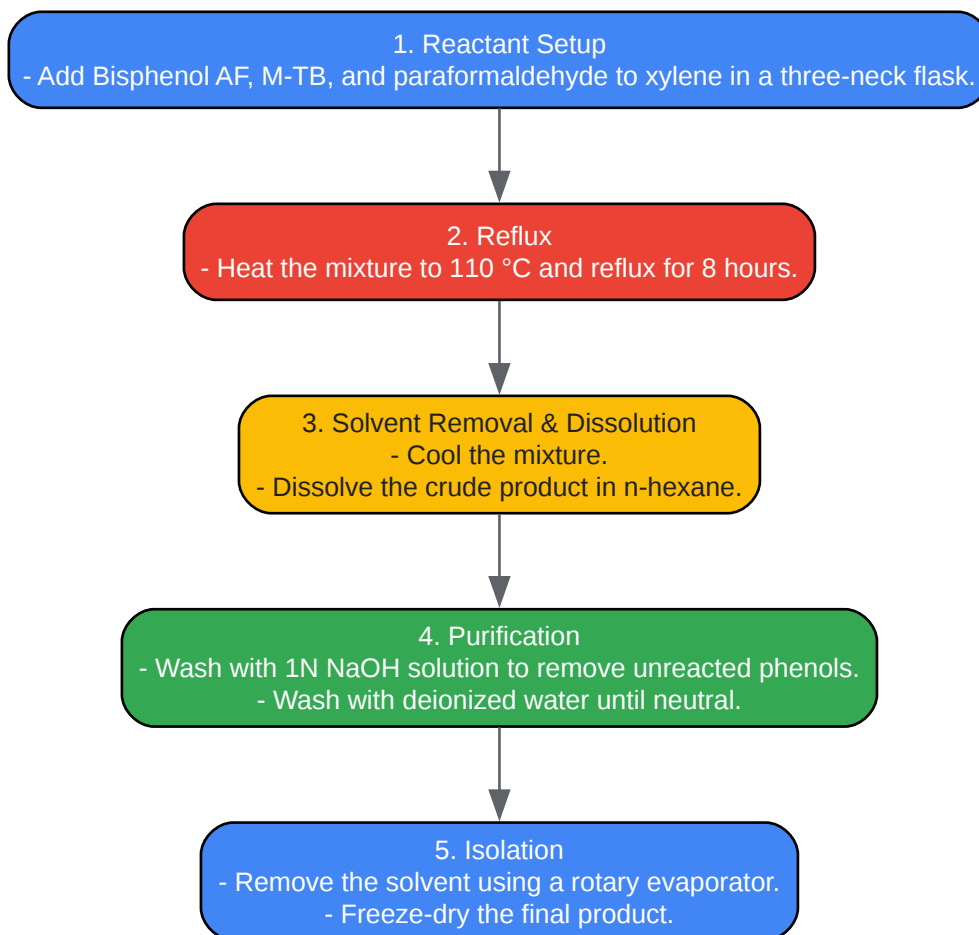 1. Reactant Setup
- Add Bisphenol AF, M-TB, and paraformaldehyde to xylene in a three-neck flask.
2. Reflux
- Heat the mixture to 110 °C and reflux for 8 hours.
3. Solvent Removal & Dissolution
- Cool the mixture.
- Dissolve the crude product in n-hexane.
4. Purification
- Wash with 1N NaOH solution to remove unreacted phenols.
- Wash with deionized water until neutral.
5. Isolation
- Remove the solvent using a rotary evaporator.
- Freeze-dry the final product.